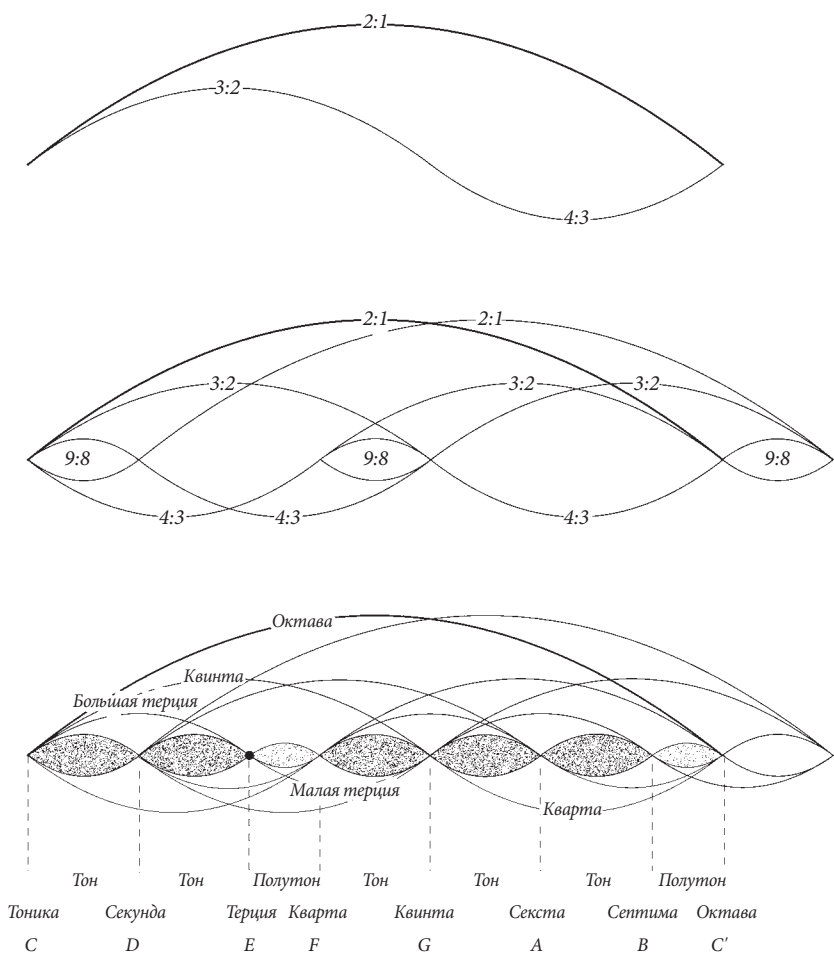 2:1
3:2
4:3
2:1 2:1
3:2 3:2 3:2
9:8 9:8 9:8
4:3 4:3 4:3
Октава
Квинта
Большая терция
Малая терция
Кварта
Тон Тон Полутон Тон Тон Тон Полутон
Тоника Секунда Терция Кварта Квинта Секста Септима Октава
C D E F G A B C'